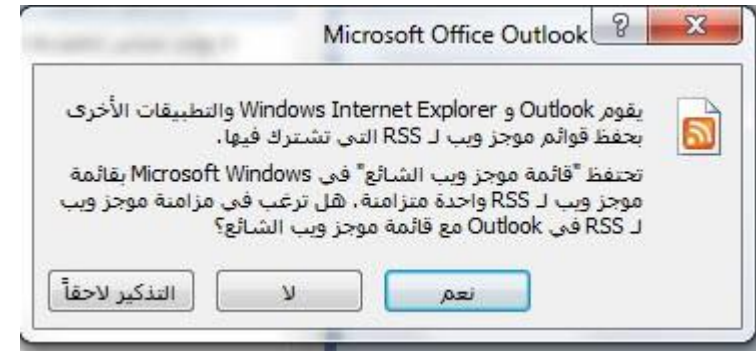 Microsoft Office Outlook
يقوم Outlook و Windows Internet Explorer والتطبيقات الأخرى
بحفظ قوائم موجز ويب لـ RSS التي تشترك فيها.
تحتفظ "قائمة موجز ويب الشائع" في Microsoft Windows بقائمة
موجز ويب لـ RSS واحدة متزامنة. هل ترغب في مزامنة موجز ويب
لـ RSS في Outlook مع قائمة موجز ويب الشائع؟
نعم
لا
التذكير لاحقاً